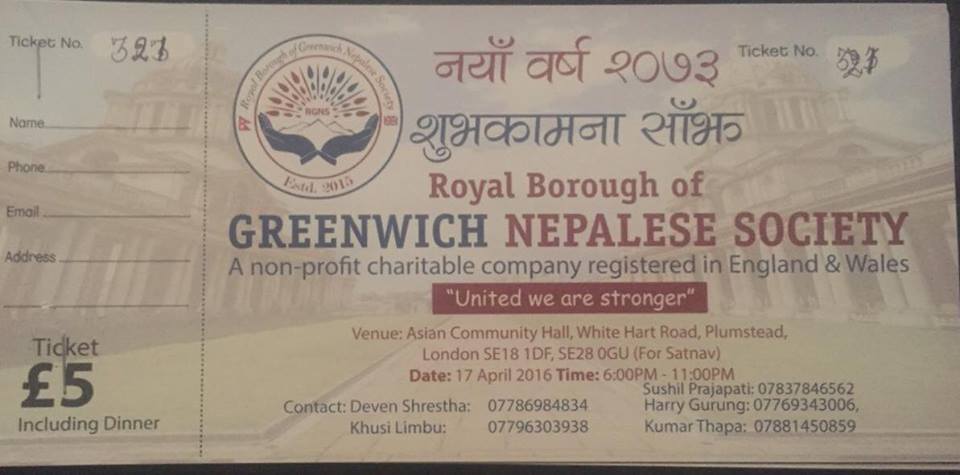 Ticket No. 321
Name
Phone
Email
Address
Ticket
£5
Including Dinner
Royal Borough of Greenwich Nepalese Society
RGNS
Estd. 2015
नयाँ वर्ष २०७३
Ticket No.
शुभकामना साँझ
Royal Borough of
GREENWICH NEPALESE SOCIETY
A non-profit charitable company registered in England & Wales
"United we are stronger"
Venue: Asian Community Hall, White Hart Road, Plumstead,
London SE18 1DF, SE28 0GU (For Satnav)
Date: 17 April 2016 Time: 6:00PM - 11:00PM
Contact: Deven Shrestha: 07786984834
Khusi Limbu: 07796303938
Sushil Prajapati: 07837846562
Harry Gurung: 07769343006,
Kumar Thapa: 07881450859